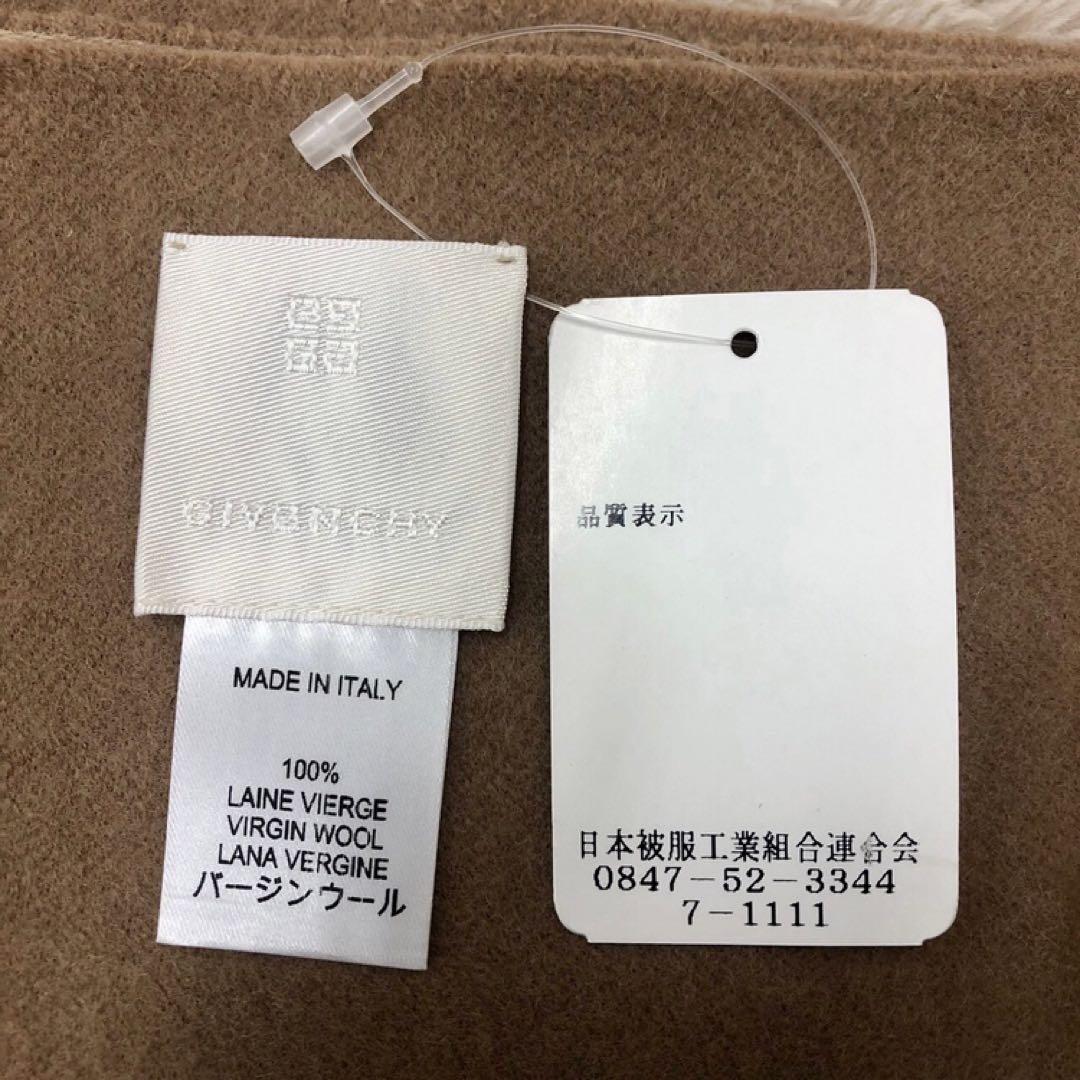 GIVENCHY
MADE IN ITALY
100%
LAINE VIERGE
VIRGIN WOOL
LANA VERGINE
バージンウール
品質表示
日本被服工業組合連合会
0847-52-3344
7-1111